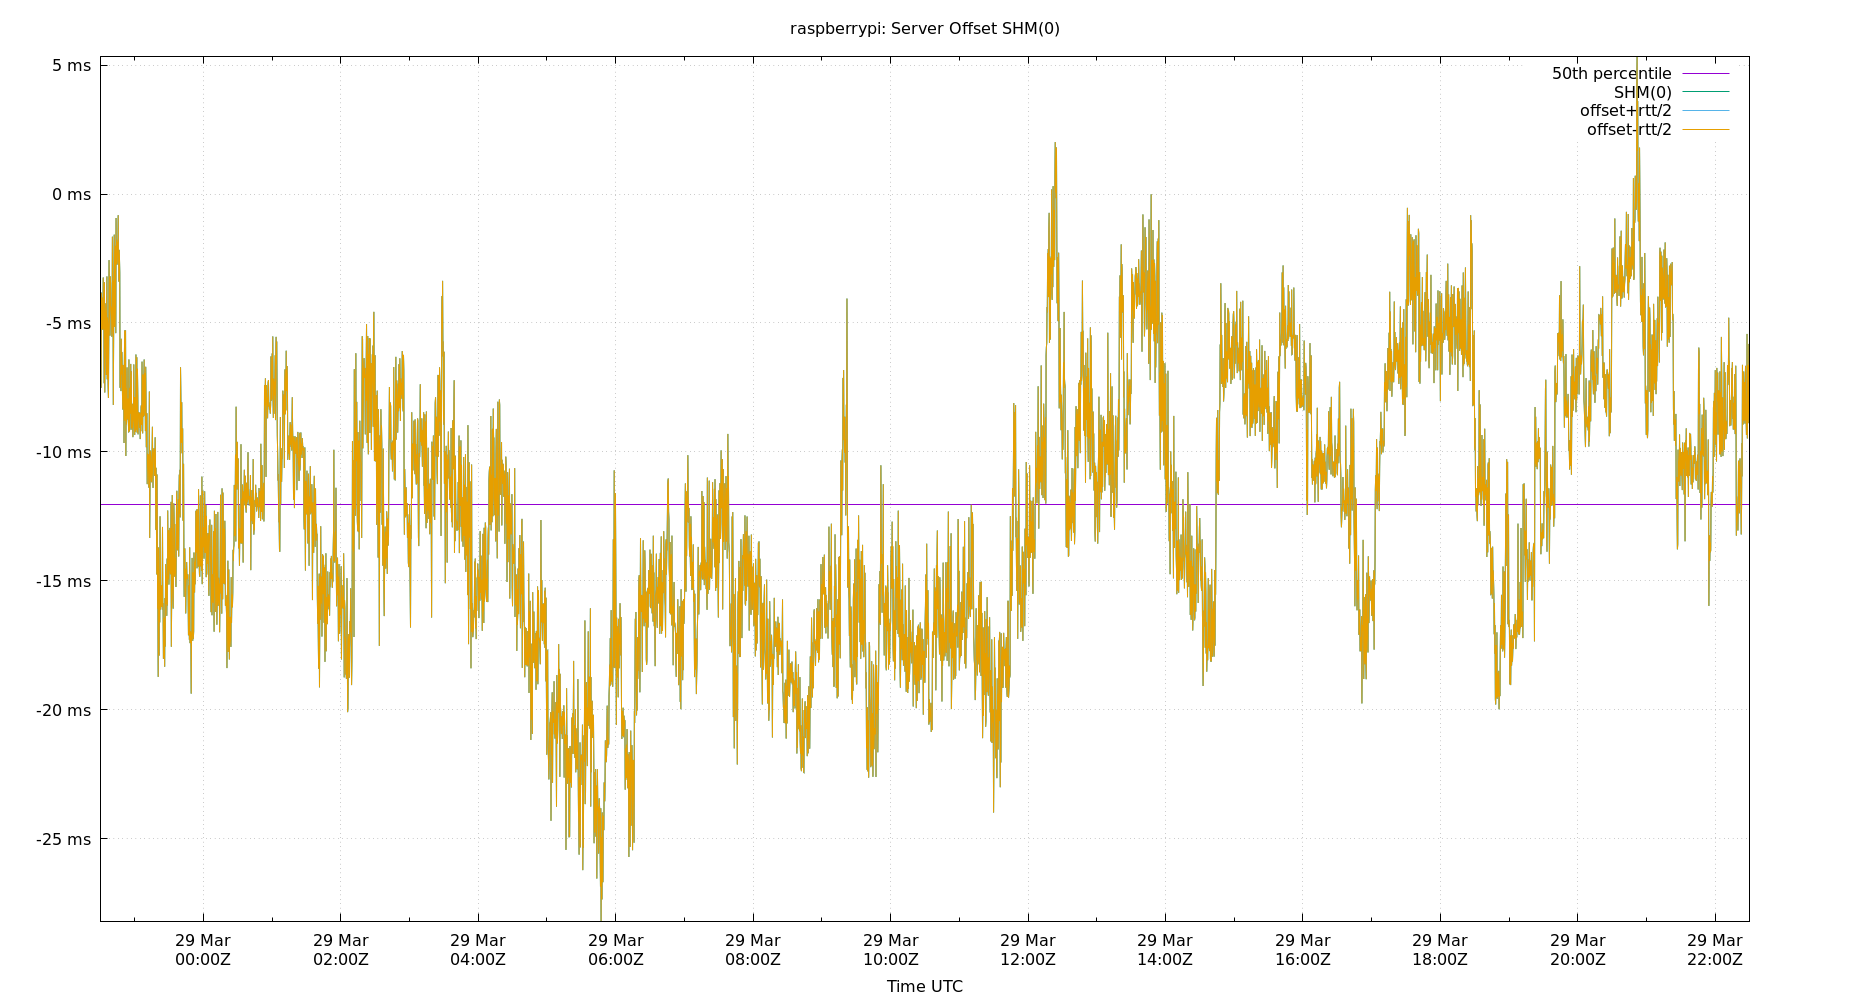 raspberrypi: Server Offset SHM(0)
5 ms
0 ms
-5 ms
-10 ms
-15 ms
-20 ms
-25 ms
50th percentile
SHM(0)
offset+rtt/2
offset-rtt/2
29 Mar 29 Mar 29 Mar 29 Mar 29 Mar 29 Mar 29 Mar 29 Mar 29 Mar 29 Mar 29 Mar 29 Mar
00:00Z 02:00Z 04:00Z 06:00Z 08:00Z 10:00Z 12:00Z 14:00Z 16:00Z 18:00Z 20:00Z 22:00Z
Time UTC